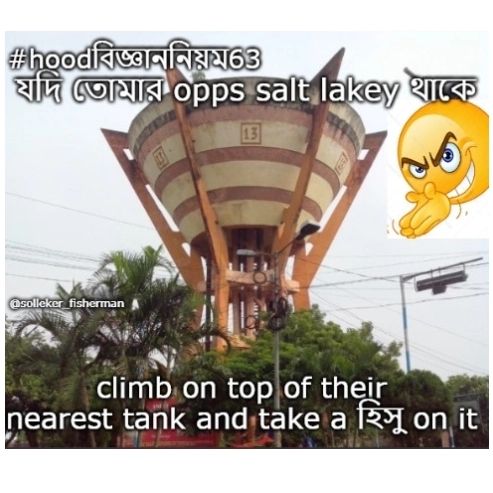 #hoodবিজ্ঞাননিয়ম63
যদি তোমার opps salt lakey থাকে
13
@solleker_fisherman
climb on top of their
nearest tank and take a হিসু on it